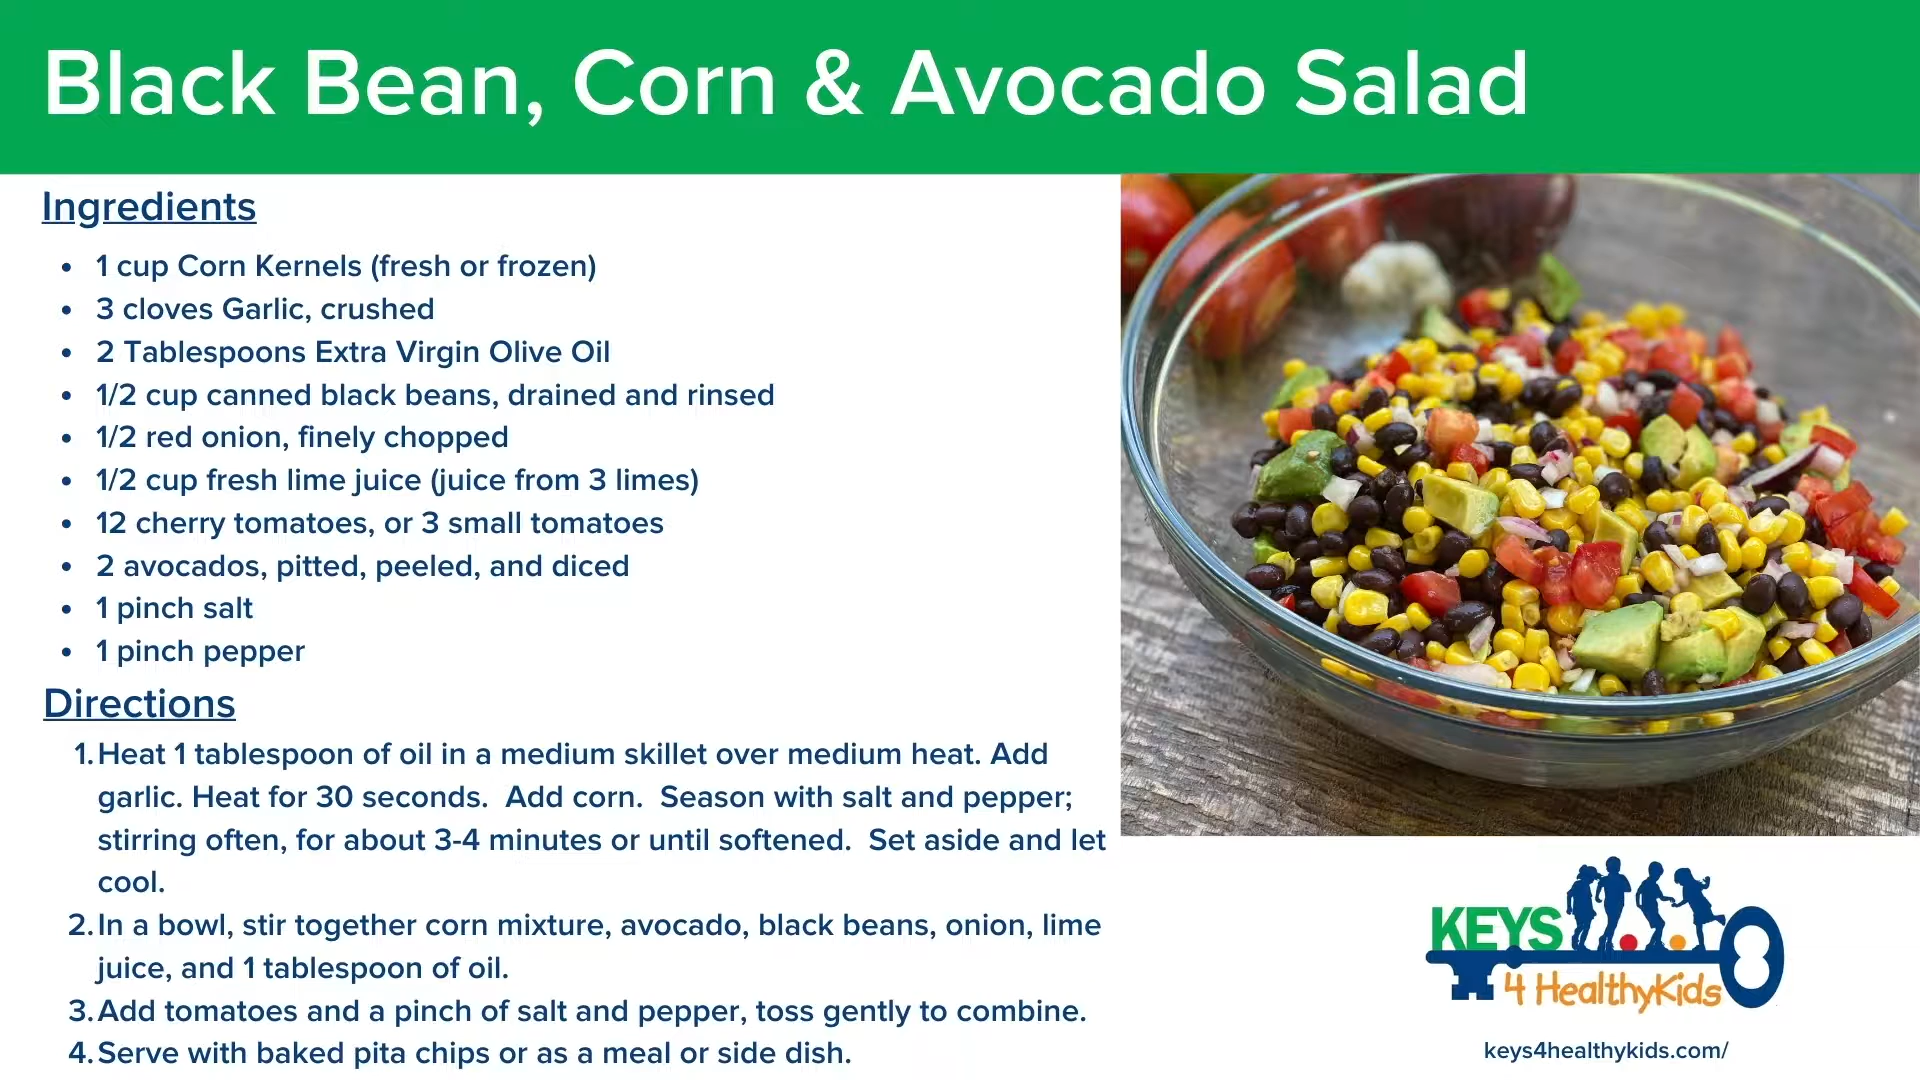 Black Bean, Corn & Avocado Salad
Ingredients
• 1 cup Corn Kernels (fresh or frozen)
• 3 cloves Garlic, crushed
• 2 Tablespoons Extra Virgin Olive Oil
• 1/2 cup canned black beans, drained and rinsed
• 1/2 red onion, finely chopped
• 1/2 cup fresh lime juice (juice from 3 limes)
• 12 cherry tomatoes, or 3 small tomatoes
• 2 avocados, pitted, peeled, and diced
• 1 pinch salt
• 1 pinch pepper
Directions
1. Heat 1 tablespoon of oil in a medium skillet over medium heat. Add
garlic. Heat for 30 seconds.  Add corn.  Season with salt and pepper;
stirring often, for about 3-4 minutes or until softened.  Set aside and let
cool.
2. In a bowl, stir together corn mixture, avocado, black beans, onion, lime
juice, and 1 tablespoon of oil.
3. Add tomatoes and a pinch of salt and pepper, toss gently to combine.
4. Serve with baked pita chips or as a meal or side dish.
KEYS
4 HealthyKids
keys4healthykids.com/